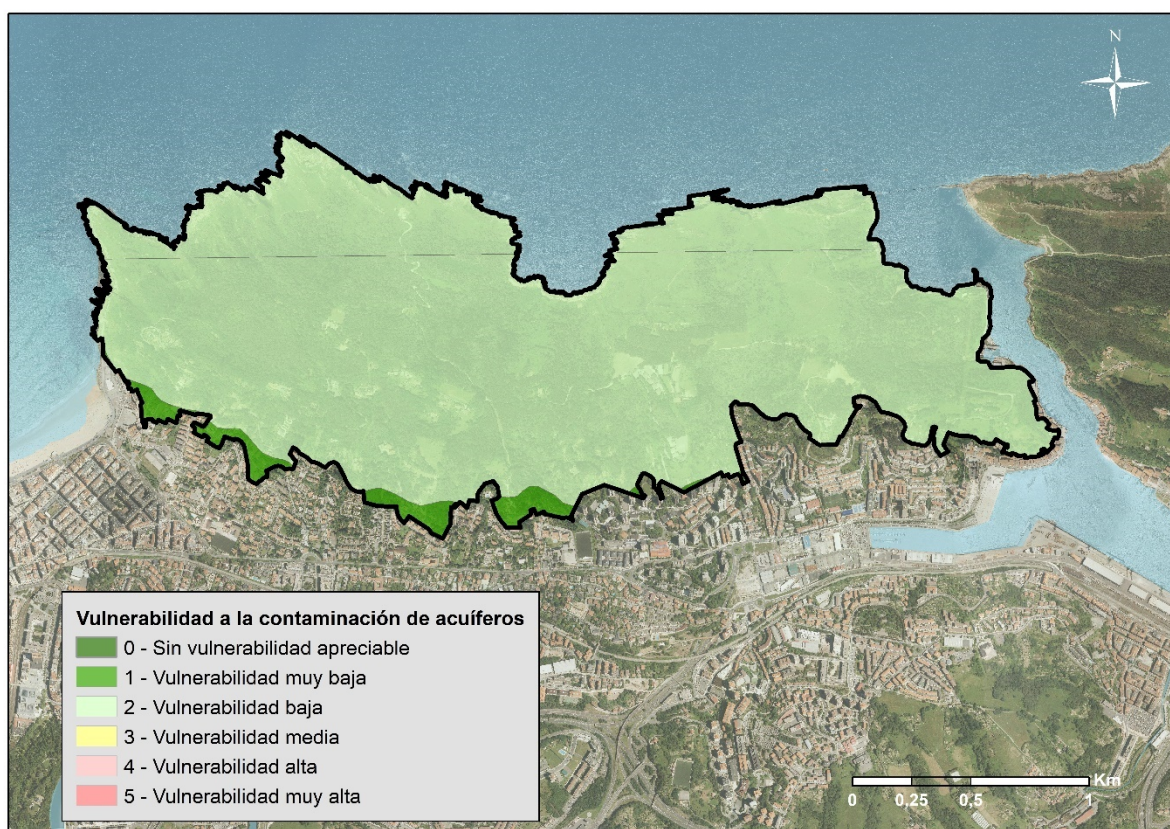 N
Vulnerabilidad a la contaminación de acuíferos
0 - Sin vulnerabilidad apreciable
1 - Vulnerabilidad muy baja
2 - Vulnerabilidad baja
3 - Vulnerabilidad media
4 - Vulnerabilidad alta
5 - Vulnerabilidad muy alta
Km
0 0,25 0,5 1